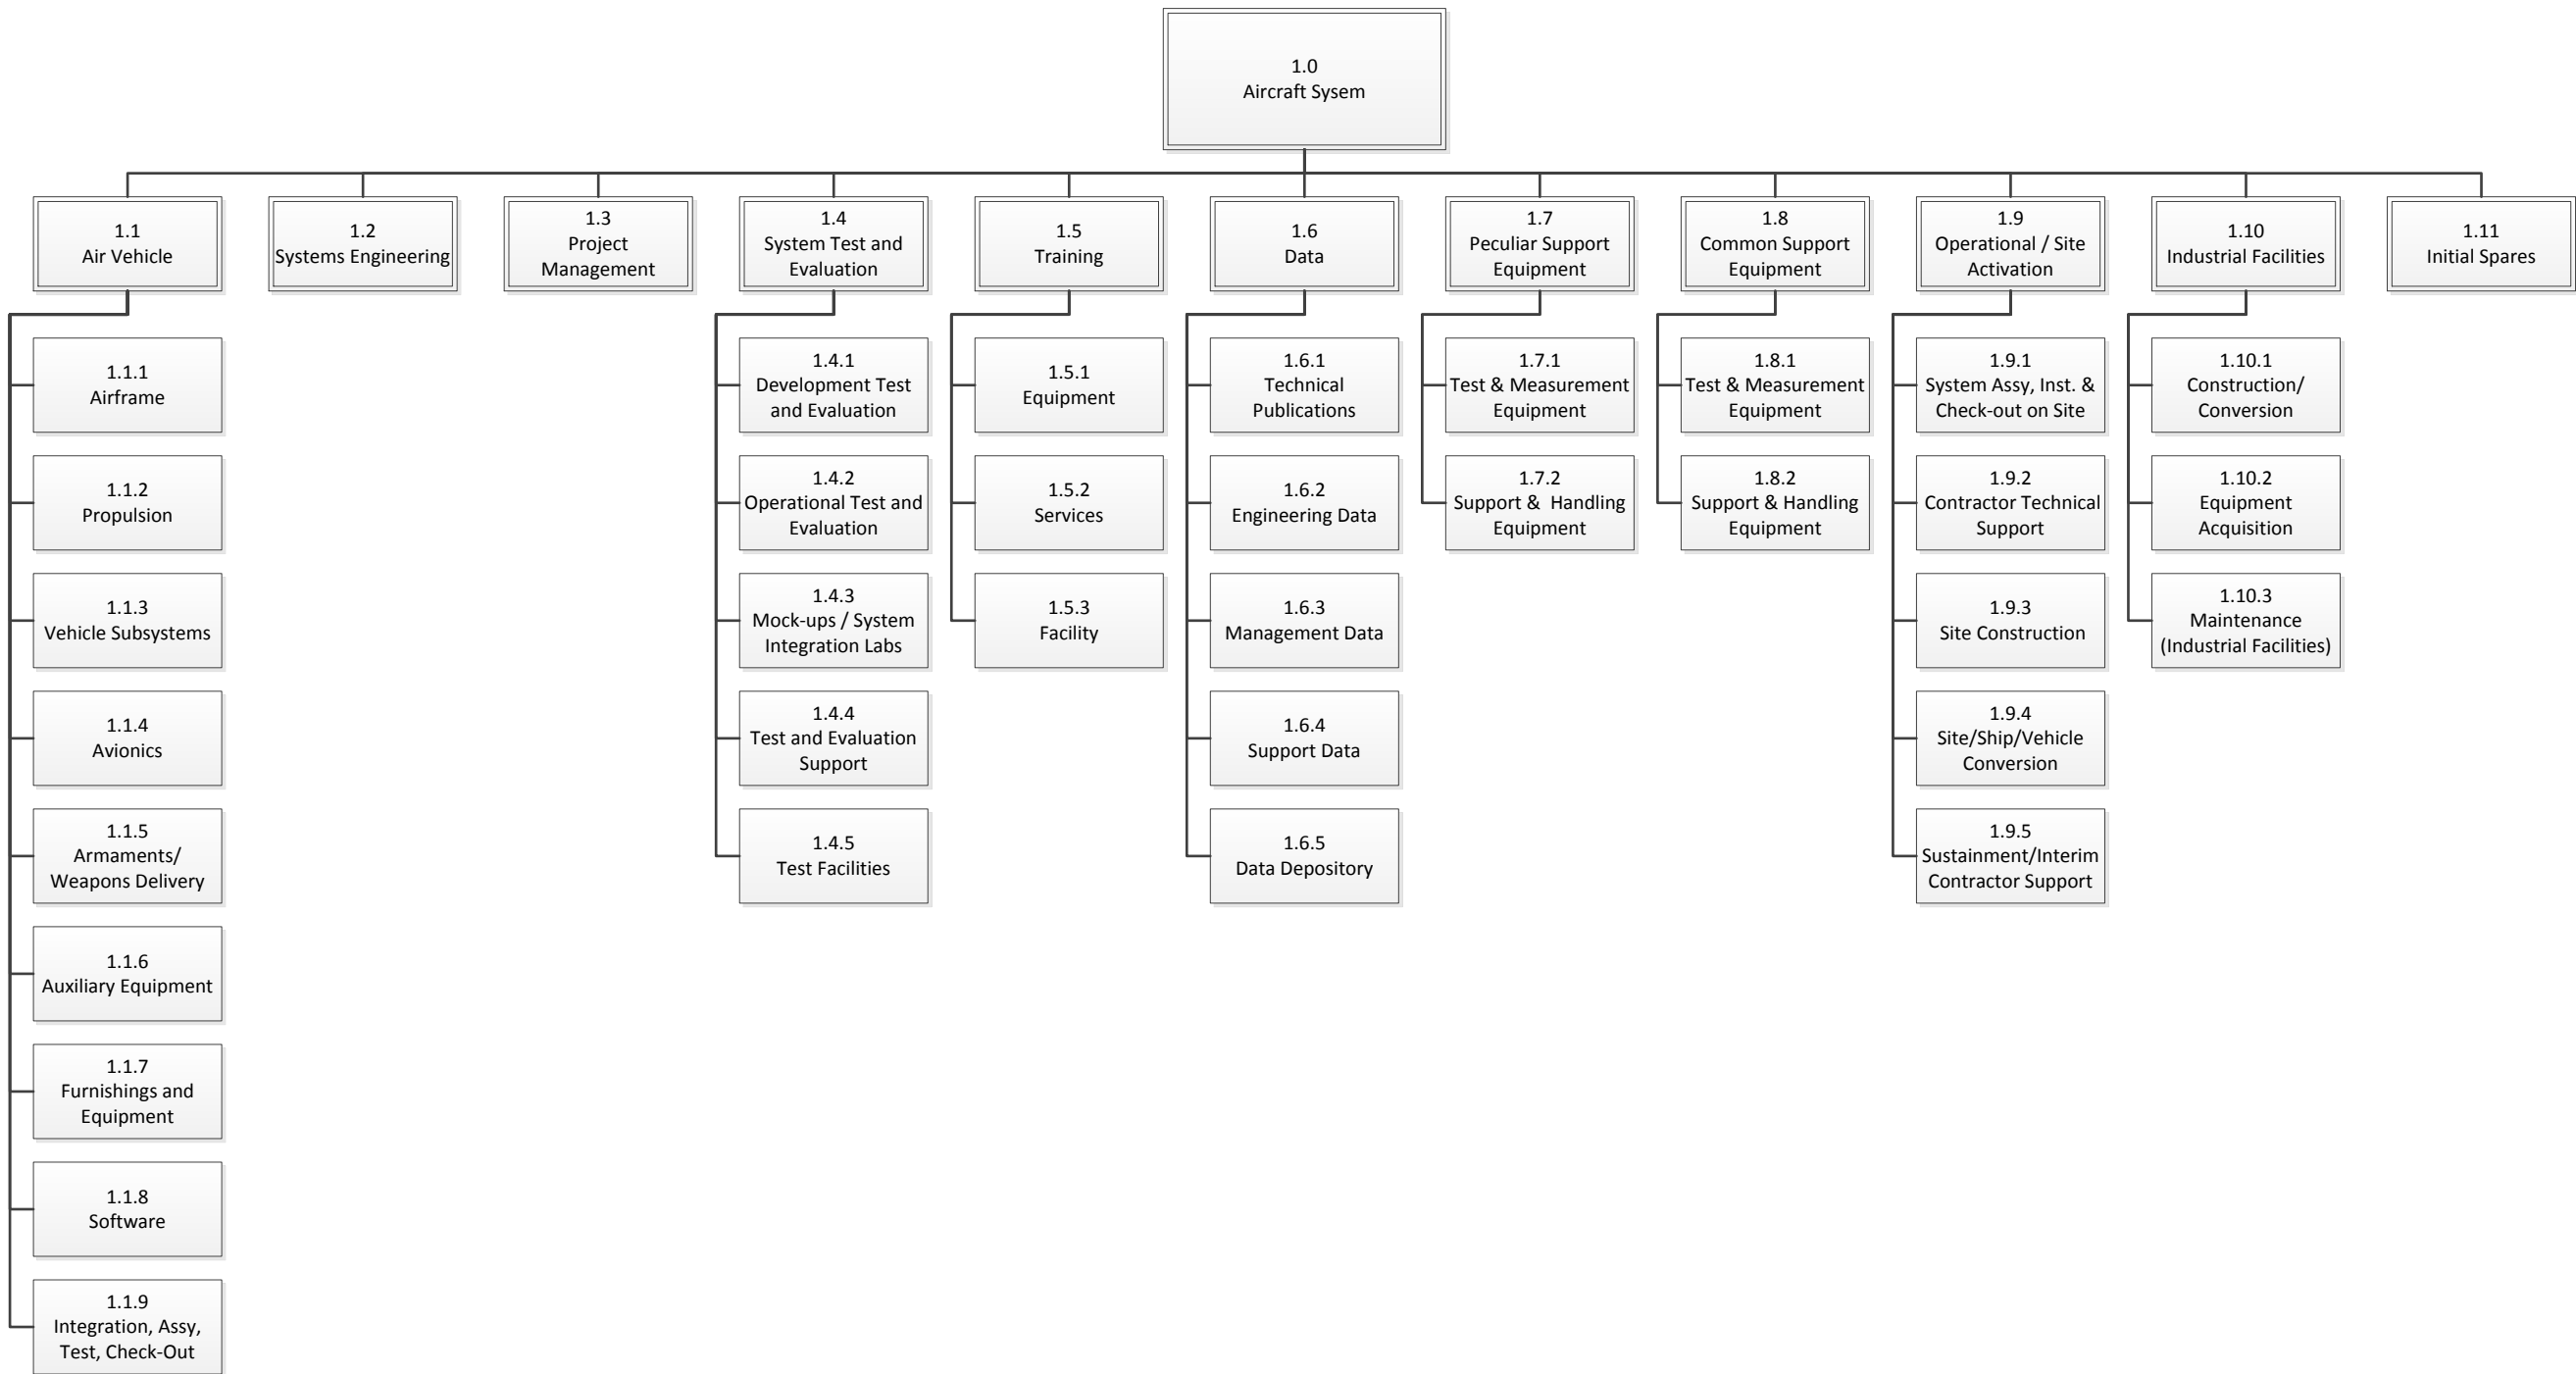 1.0
Aircraft Sysem
1.1
Air Vehicle
1.2
Systems Engineering
1.3
Project
Management
1.4
System Test and
Evaluation
1.5
Training
1.6
Data
1.7
Peculiar Support
Equipment
1.8
Common Support
Equipment
1.9
Operational / Site
Activation
1.10
Industrial Facilities
1.11
Initial Spares
1.1.1
Airframe
1.1.2
Propulsion
1.1.3
Vehicle Subsystems
1.1.4
Avionics
1.1.5
Armaments/
Weapons Delivery
1.1.6
Auxiliary Equipment
1.1.7
Furnishings and
Equipment
1.1.8
Software
1.1.9
Integration, Assy,
Test, Check-Out
1.4.1
Development Test
and Evaluation
1.4.2
Operational Test and
Evaluation
1.4.3
Mock-ups / System
Integration Labs
1.4.4
Test and Evaluation
Support
1.4.5
Test Facilities
1.5.1
Equipment
1.5.2
Services
1.5.3
Facility
1.6.1
Technical
Publications
1.6.2
Engineering Data
1.6.3
Management Data
1.6.4
Support Data
1.6.5
Data Depository
1.7.1
Test & Measurement
Equipment
1.7.2
Support &  Handling
Equipment
1.8.1
Test & Measurement
Equipment
1.8.2
Support & Handling
Equipment
1.9.1
System Assy, Inst. &
Check-out on Site
1.9.2
Contractor Technical
Support
1.9.3
Site Construction
1.9.4
Site/Ship/Vehicle
Conversion
1.9.5
Sustainment/Interim
Contractor Support
1.10.1
Construction/
Conversion
1.10.2
Equipment
Acquisition
1.10.3
Maintenance
(Industrial Facilities)